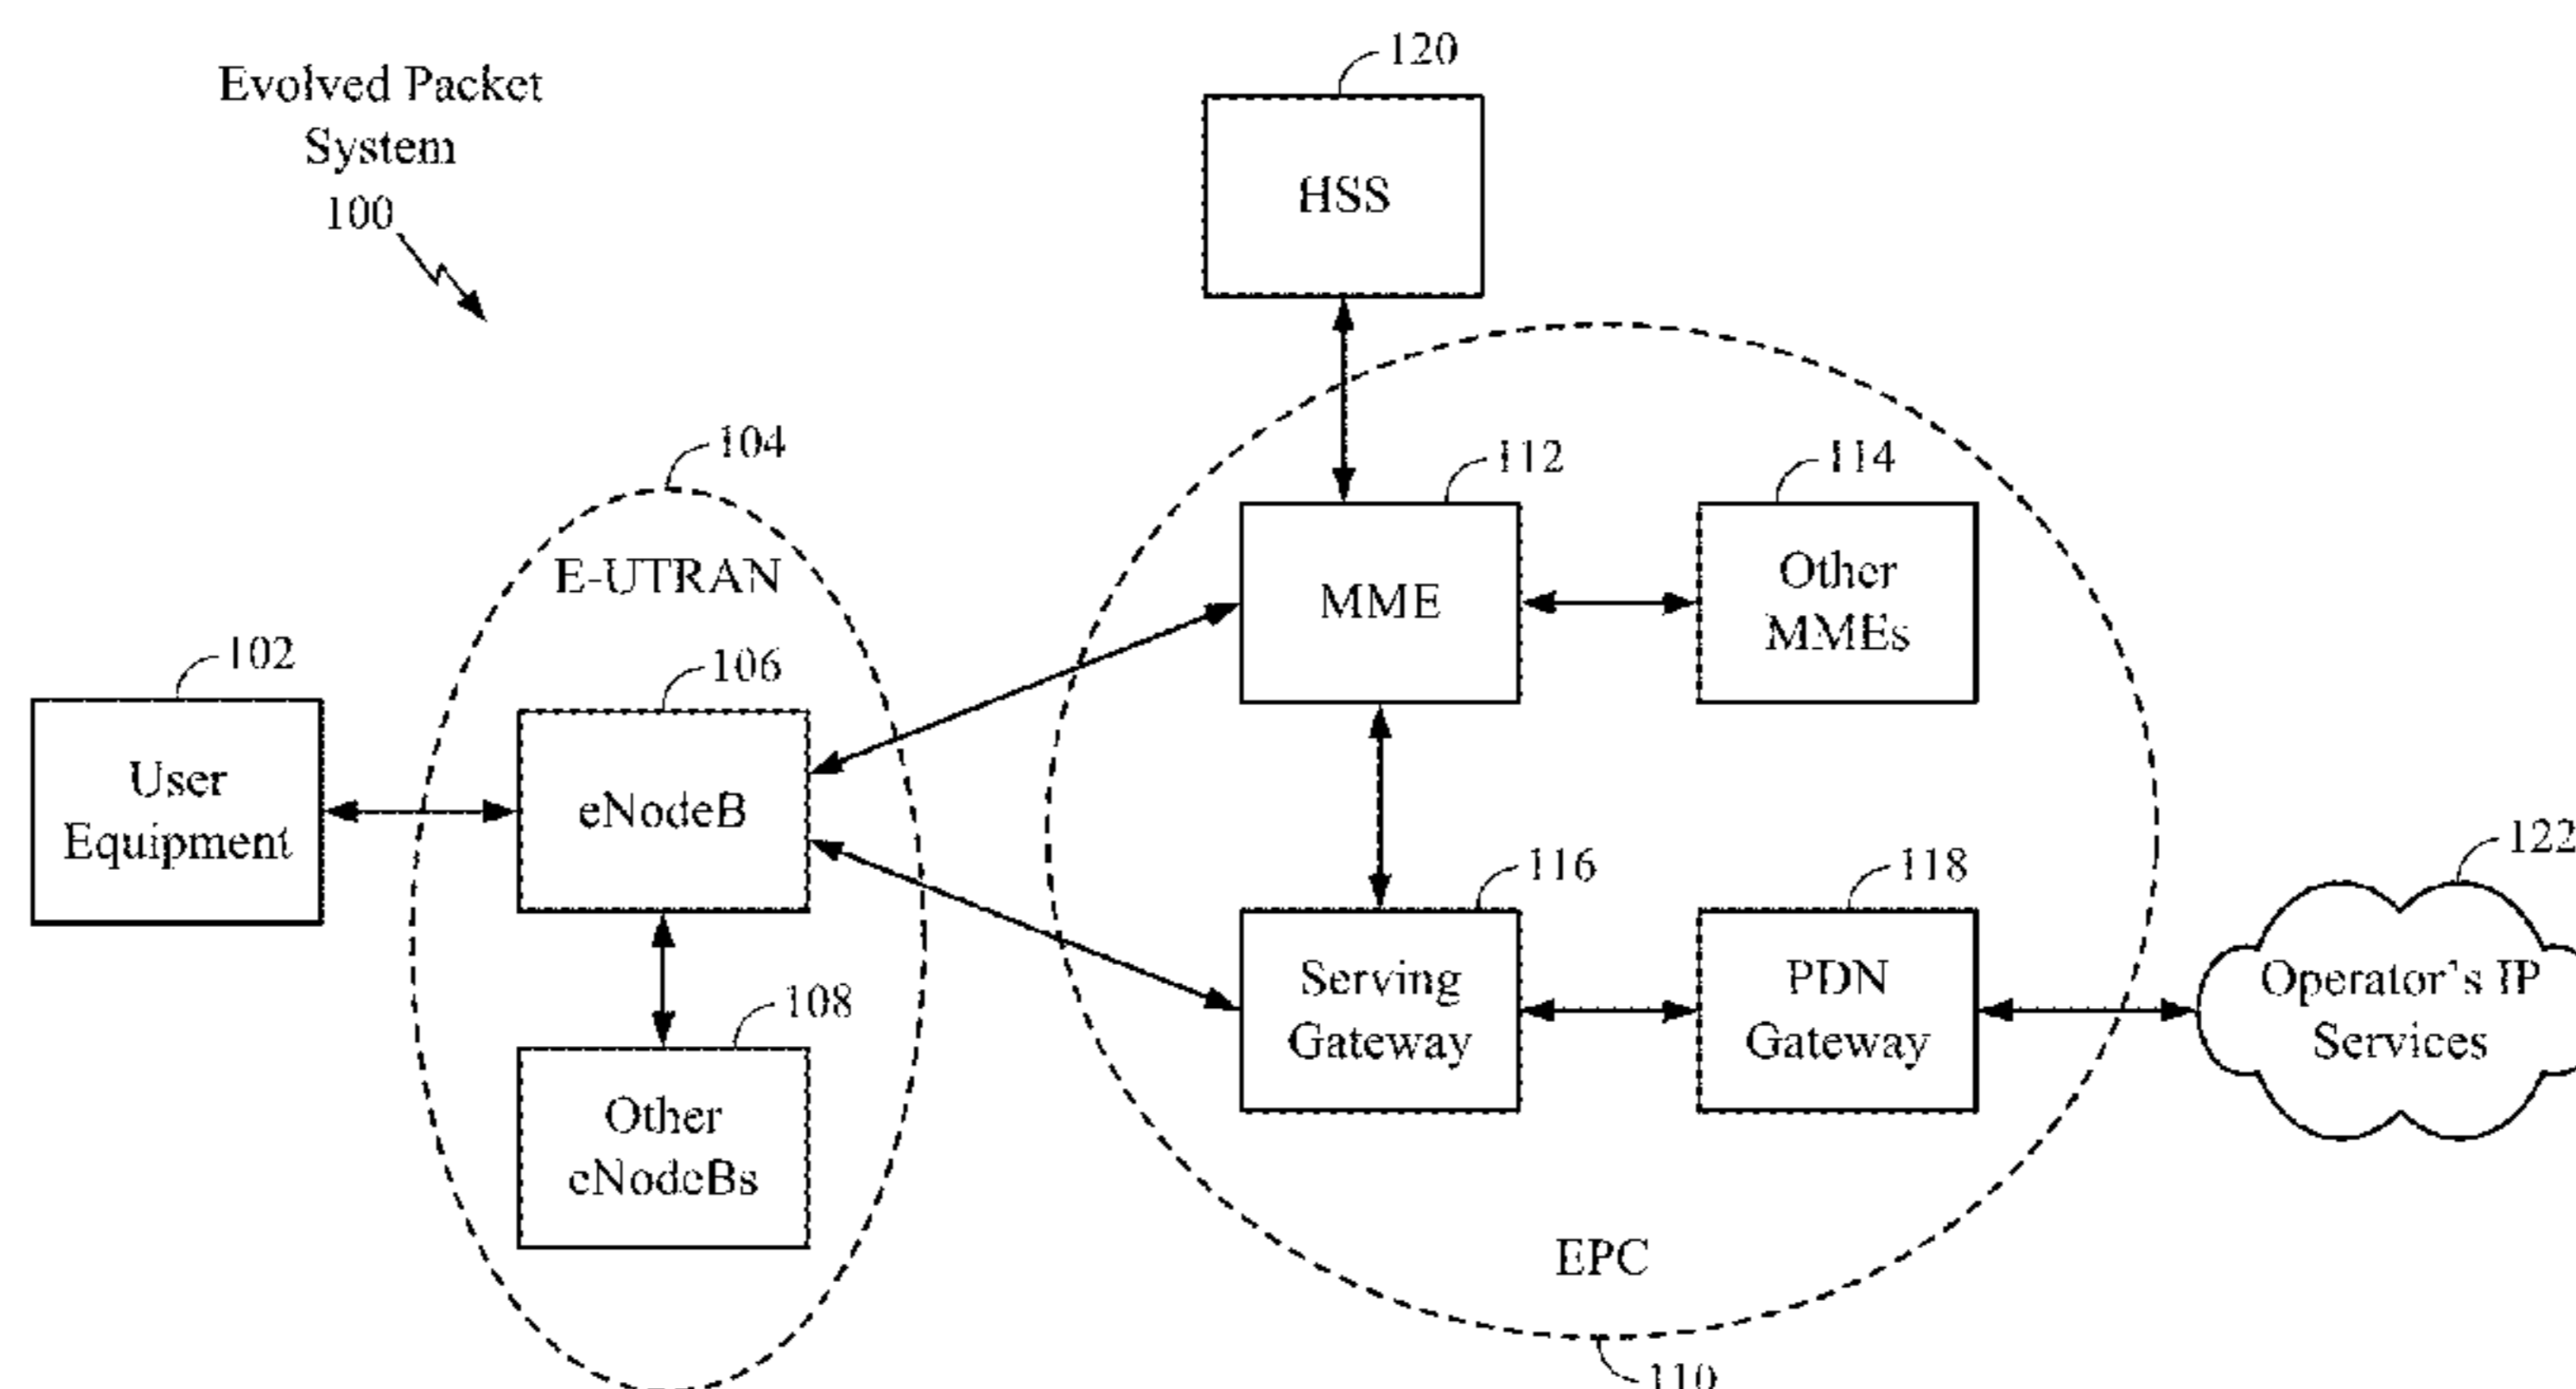 Evolved Packet
System
100
120
HSS
104
E-UTRAN
112
MME
114
Other
MMEs
102
User
Equipment
106
eNodeB
108
Other
eNodeBs
116
Serving
Gateway
118
PDN
Gateway
122
Operator's IP
Services
EPC
110